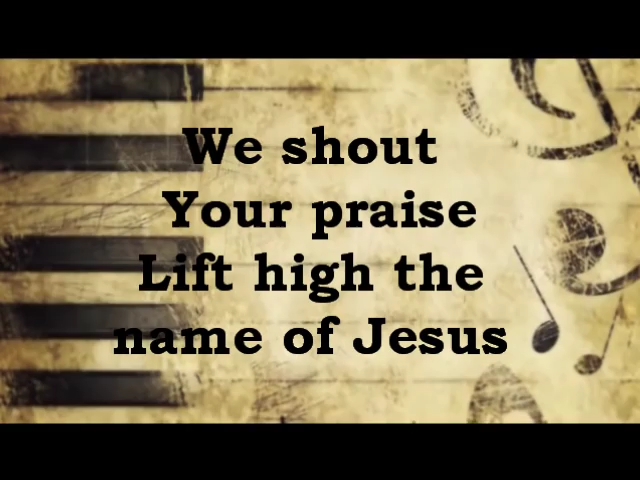 We shout
Your praise
Lift high the
name of Jesus